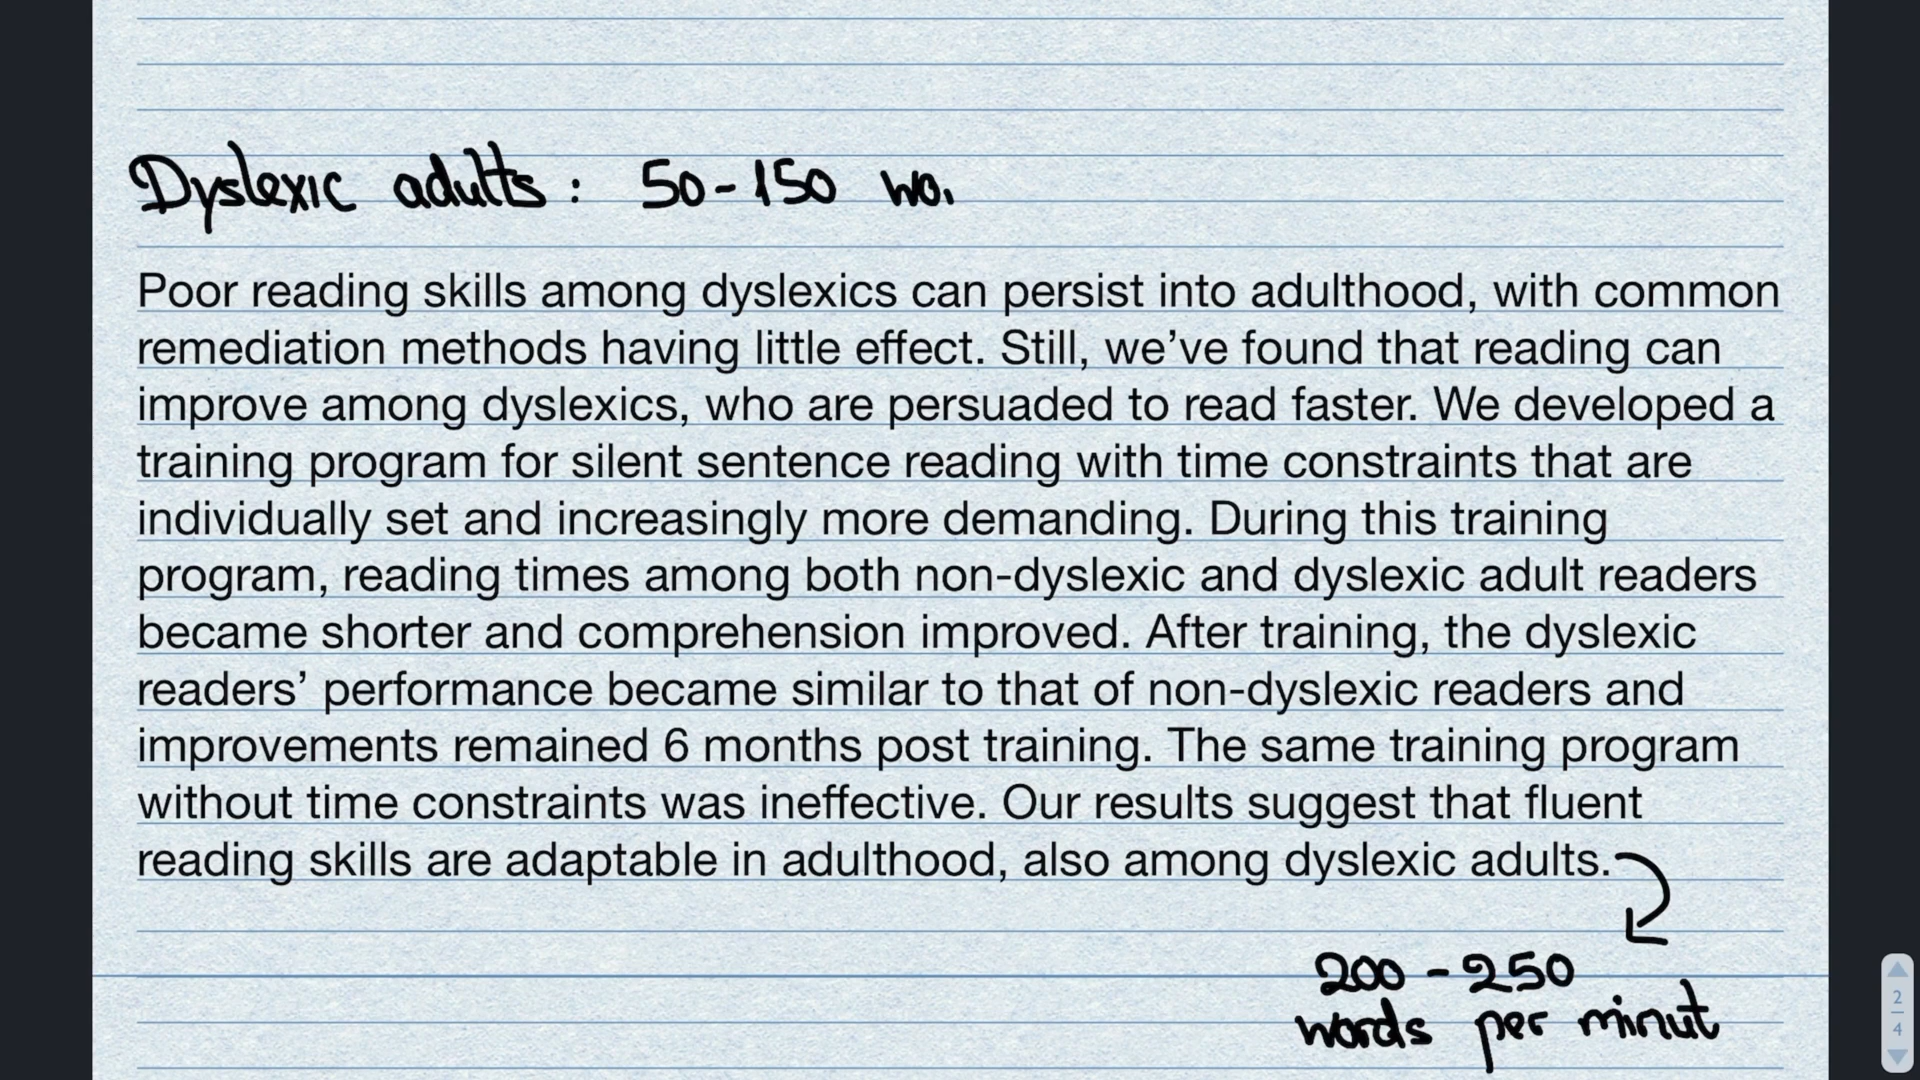 Dyslexic adults: 50-150 wo.
Poor reading skills among dyslexics can persist into adulthood, with common
remediation methods having little effect. Still, we’ve found that reading can
improve among dyslexics, who are persuaded to read faster. We developed a
training program for silent sentence reading with time constraints that are
individually set and increasingly more demanding. During this training
program, reading times among both non-dyslexic and dyslexic adult readers
became shorter and comprehension improved. After training, the dyslexic
readers’ performance became similar to that of non-dyslexic readers and
improvements remained 6 months post training. The same training program
without time constraints was ineffective. Our results suggest that fluent
reading skills are adaptable in adulthood, also among dyslexic adults.
200-250
words per minut
2
4